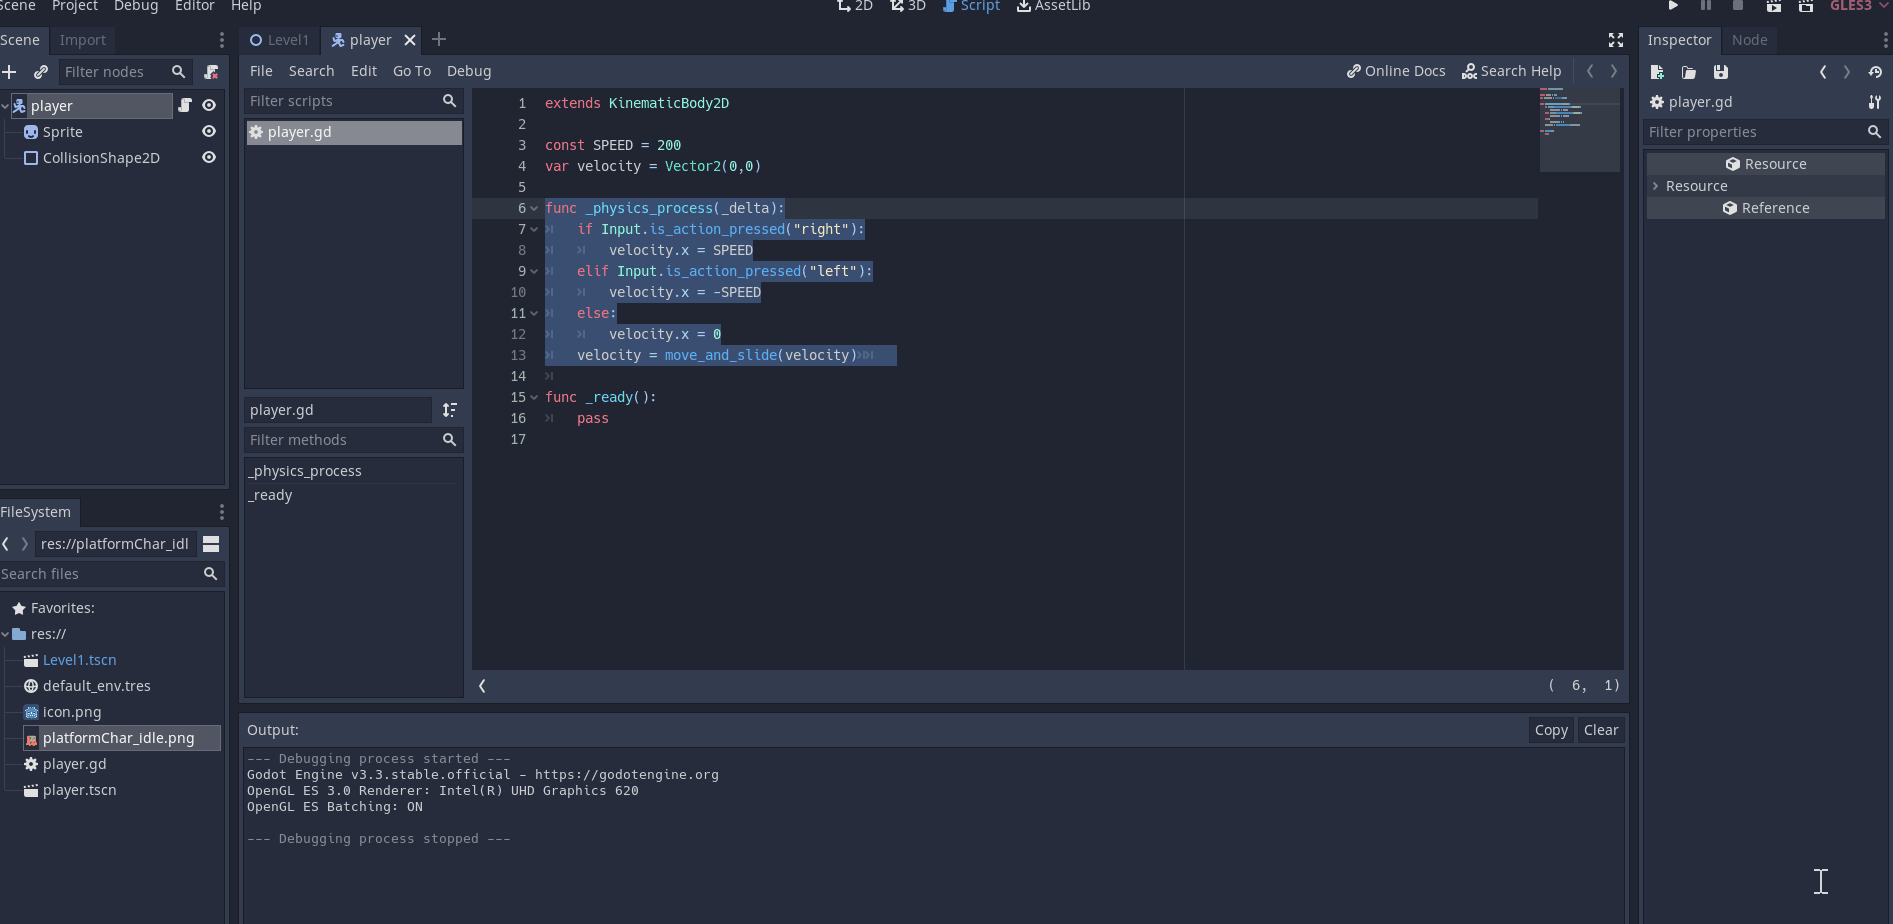 Scene Project Debug Editor Help
2D 3D Script AssetLib
GLES3
Scene Import
Filter nodes
player
Sprite
CollisionShape2D
FileSystem
res://platformChar_idl
Search files
Favorites:
res://
Level1.tscn
default_env.tres
icon.png
platformChar_idle.png
player.gd
player.tscn
Level1 player
File Search Edit Go To Debug
Online Docs Search Help
Filter scripts
player.gd
player.gd
Filter methods
_physics_process
_ready
1 extends KinematicBody2D
2
3 const SPEED = 200
4 var velocity = Vector2(0,0)
5
6 func _physics_process(_delta):
7 if Input.is_action_pressed("right"):
8 velocity.x = SPEED
9 elif Input.is_action_pressed("left"):
10 velocity.x = -SPEED
11 else:
12 velocity.x = 0
13 velocity = move_and_slide(velocity)
14
15 func _ready():
16 pass
17
( 6, 1)
Output:
Copy Clear
--- Debugging process started ---
Godot Engine v3.3.stable.official - https://godotengine.org
OpenGL ES 3.0 Renderer: Intel(R) UHD Graphics 620
OpenGL ES Batching: ON
--- Debugging process stopped ---
Inspector Node
player.gd
Filter properties
Resource
Resource
Reference